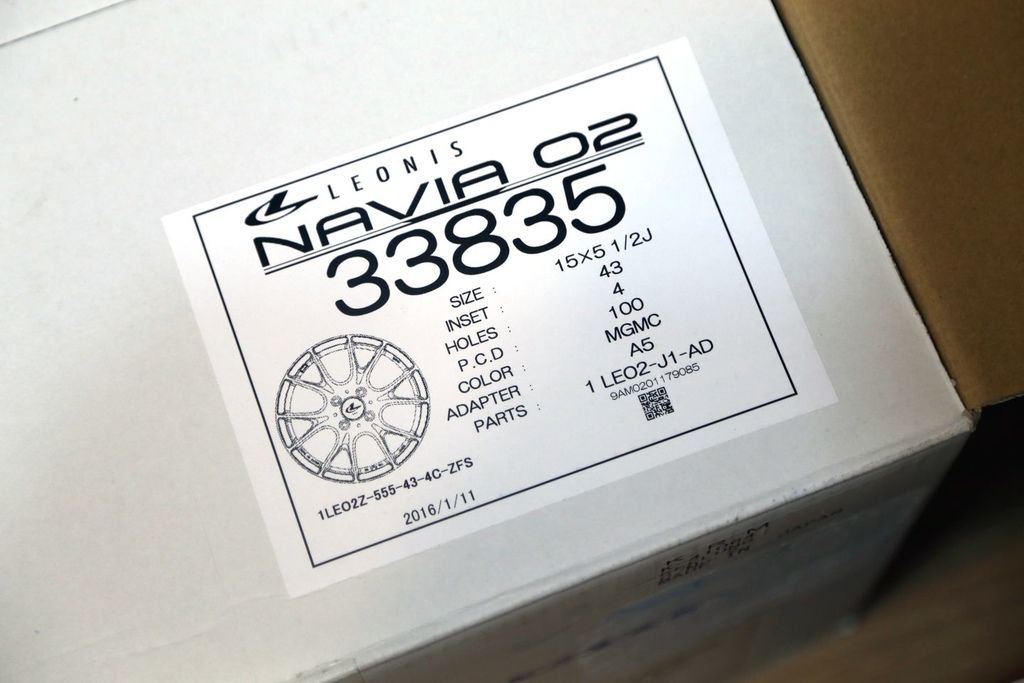 LEONIS
NAVIA 02
33835
SIZE : 15×5 1/2J
INSET : 43
HOLES : 4
P.C.D : 100
COLOR : MGMC
ADAPTER : A5
PARTS : 1 LEO2-J1-AD
9AM0201179085
1LEO2Z-555-43-4C-ZFS
2016/1/11
JAPAN